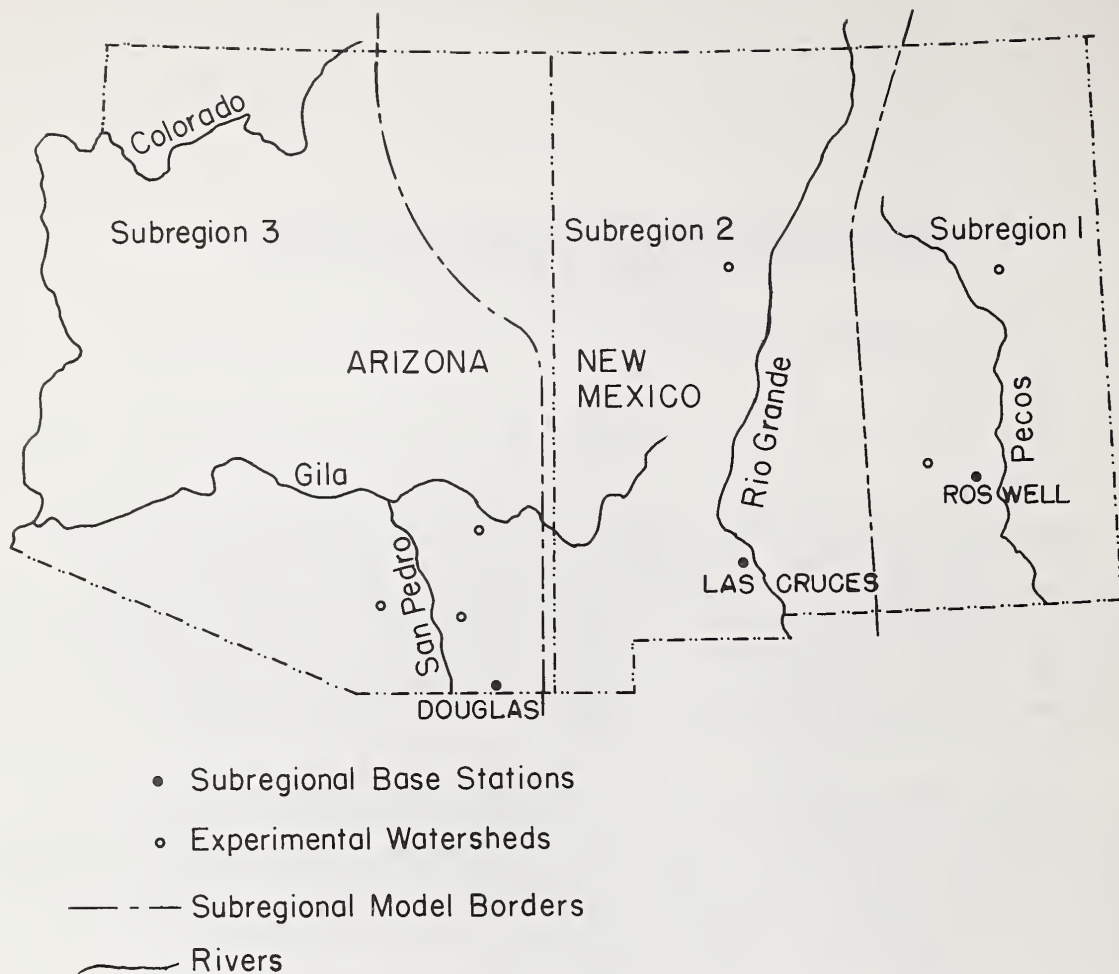 Colorado
Subregion 3
Subregion 2
Subregion 1
ARIZONA
NEW
MEXICO
Rio Grande
Pecos
Gila
ROSWELL
San Pedro
LAS CRUCES
DOUGLAS
Subregional Base Stations
Experimental Watersheds
Subregional Model Borders
Rivers